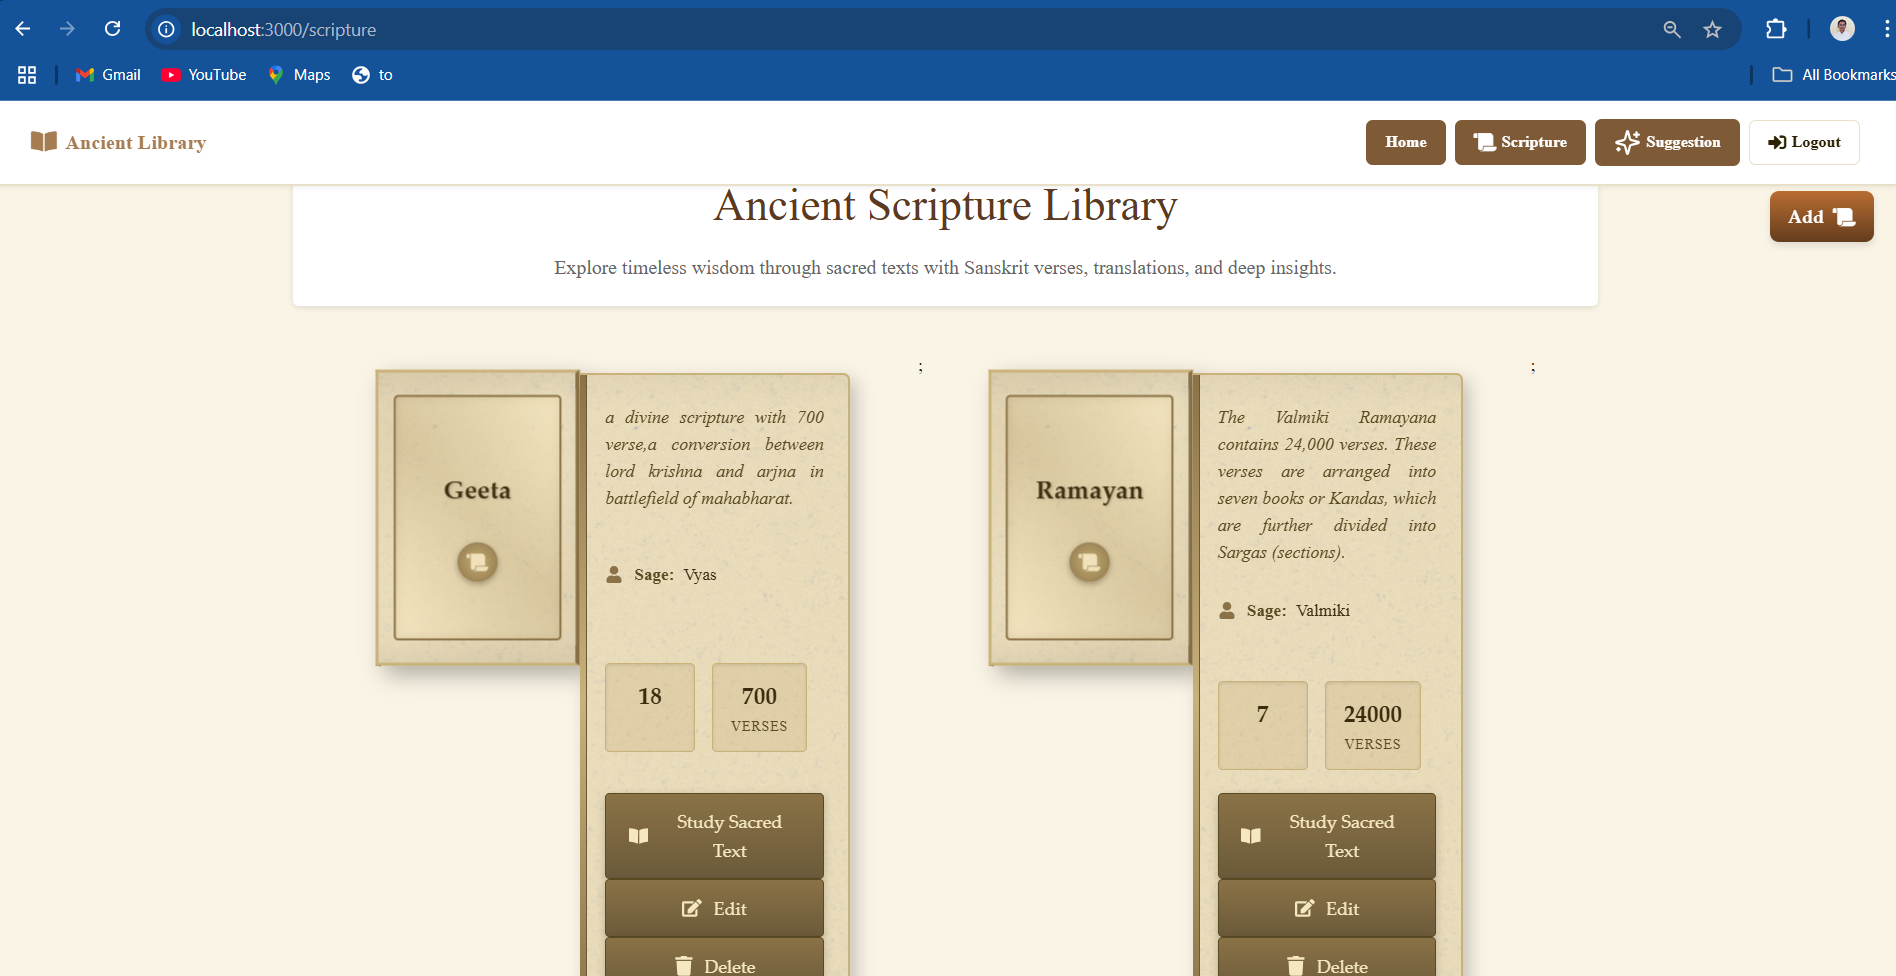 localhost:3000/scripture
Gmail YouTube Maps to All Bookmarks
Ancient Library Home Scripture Suggestion Logout
Ancient Scripture Library
Add
Explore timeless wisdom through sacred texts with Sanskrit verses, translations, and deep insights.
Geeta
a divine scripture with 700
verse,a conversion between
lord krishna and arjna in
battlefield of mahabharat.
Sage: Vyas
18
700
VERSES
Study Sacred
Text
Edit
Delete
;
Ramayan
The Valmiki Ramayana
contains 24,000 verses. These
verses are arranged into
seven books or Kandas, which
are further divided into
Sargas (sections).
Sage: Valmiki
7
24000
VERSES
Study Sacred
Text
Edit
Delete
;